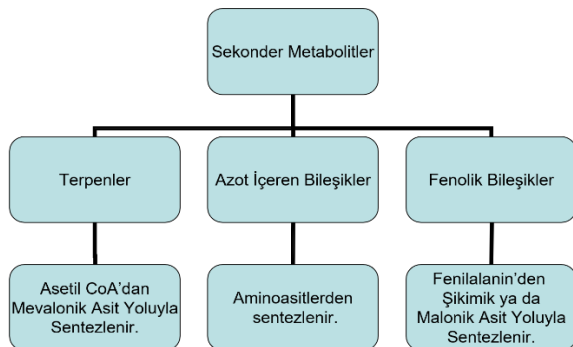 Sekonder Metabolitler
Terpenler
Azot İçeren Bileşikler
Fenolik Bileşikler
Asetil CoA’dan
Mevalonik Asit Yoluyla
Sentezlenir.
Aminoasitlerden
sentezlenir.
Fenilalanin’den
Şikimik ya da
Malonik Asit Yoluyla
Sentezlenir.